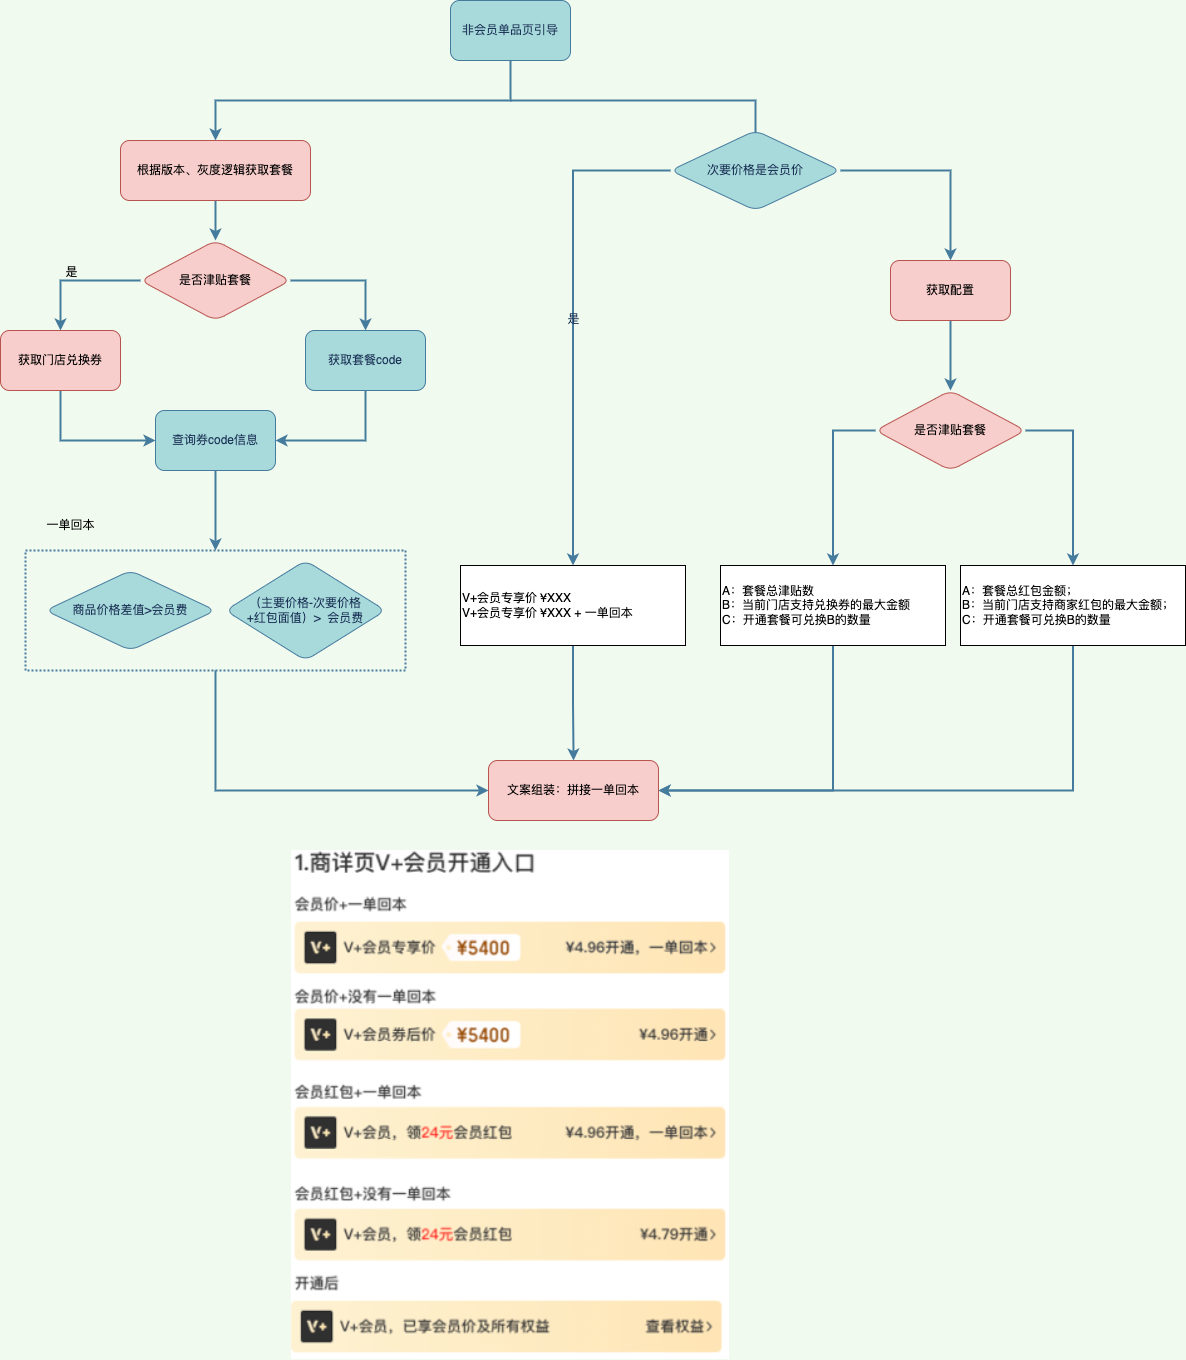 非会员单品页引导
根据版本、灰度逻辑获取套餐
次要价格是会员价
是否津贴套餐
是
获取配置
是
获取门店兑换券
获取套餐code
查询券code信息
是否津贴套餐
一单回本
商品价格差值>会员费
（主要价格-次要价格
+红包面值）> 会员费
V+会员专享价 ¥XXX
V+会员专享价 ¥XXX + 一单回本
A：套餐总津贴数
B：当前门店支持兑换券的最大金额
C：开通套餐可兑换B的数量
A：套餐总红包金额；
B：当前门店支持商家红包的最大金额；
C：开通套餐可兑换B的数量
文案组装：拼接一单回本
1.商详页V+会员开通入口
会员价+一单回本
V+ V+会员专享价 ¥5400 ¥4.96开通，一单回本>
会员价+没有一单回本
V+ V+会员券后价 ¥5400 ¥4.96开通>
会员红包+一单回本
V+ V+会员，领24元会员红包 ¥4.96开通，一单回本>
会员红包+没有一单回本
V+ V+会员，领24元会员红包 ¥4.79开通>
开通后
V+ V+会员，已享会员价及所有权益 查看权益>